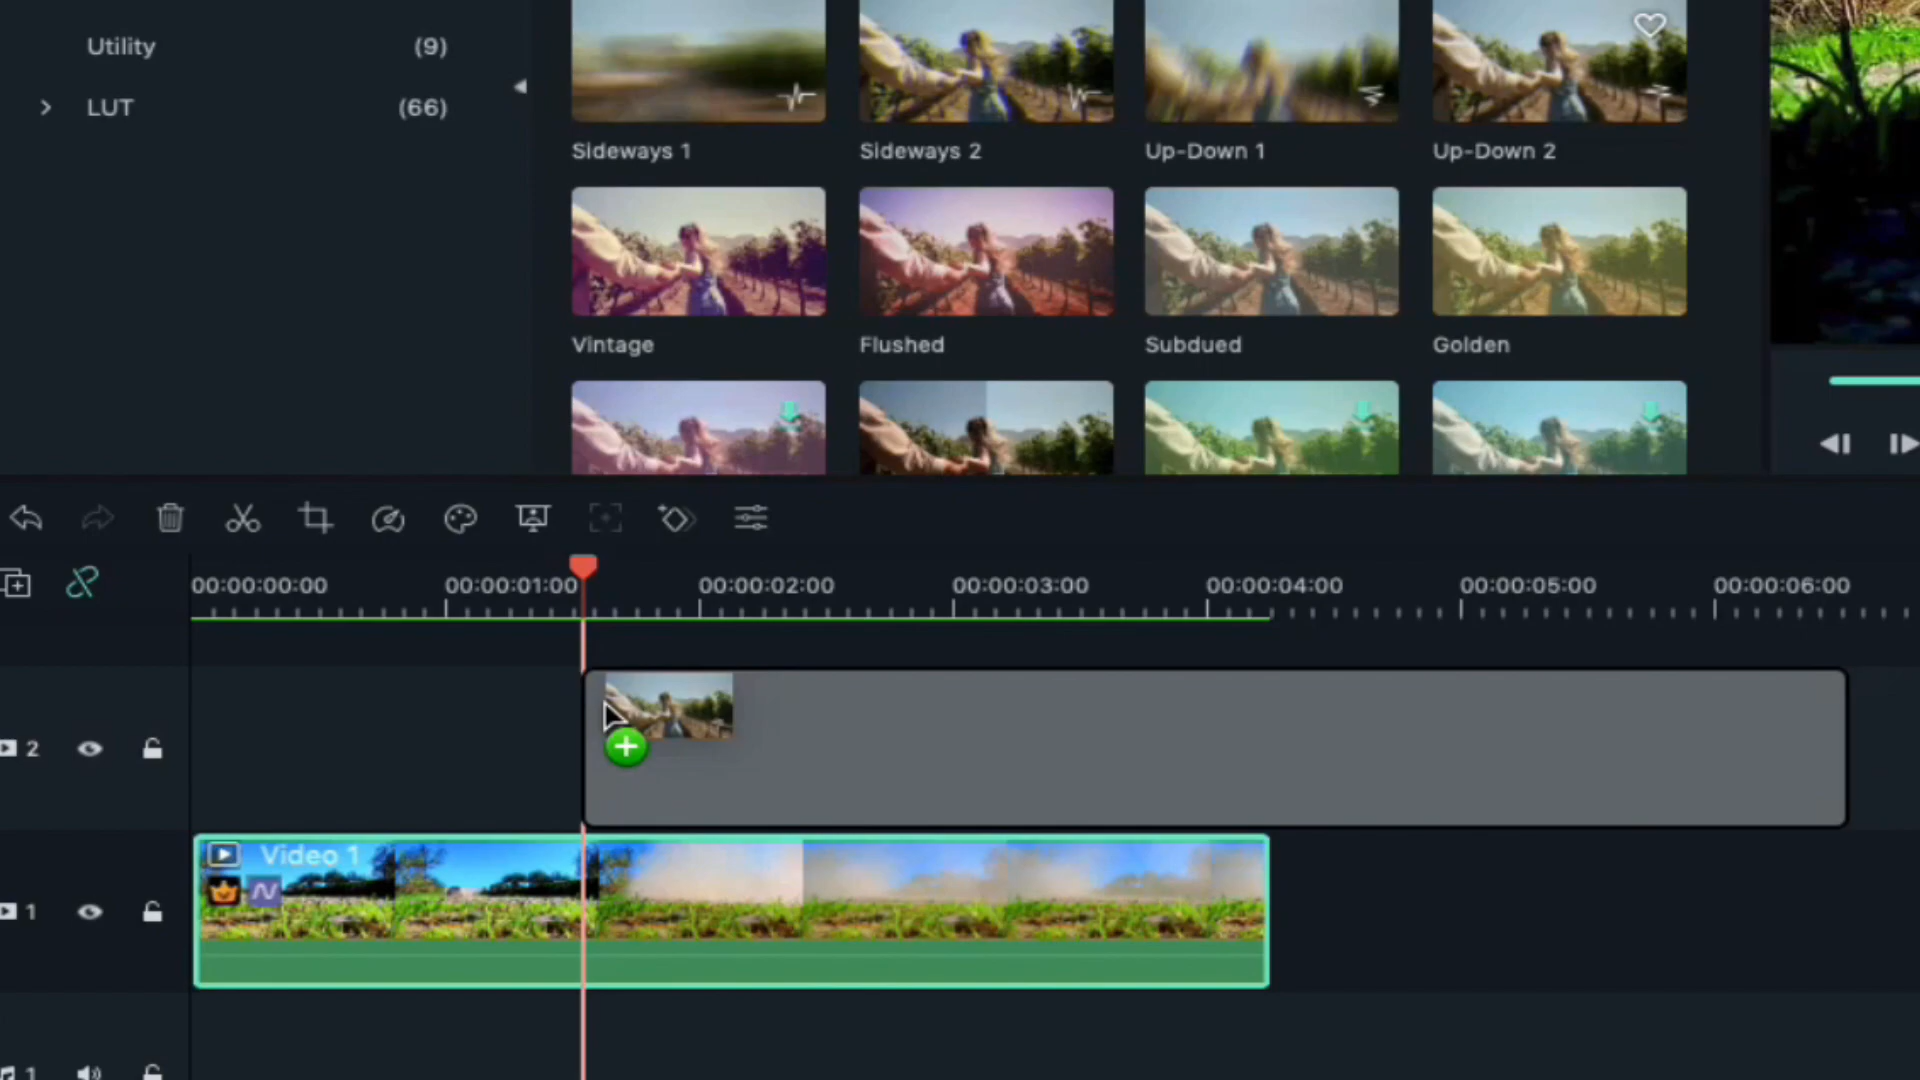 Utility (9)
LUT (66)
Sideways 1 Sideways 2 Up-Down 1 Up-Down 2
Vintage Flushed Subdued Golden
00:00:00:00 00:00:01:00 00:00:02:00 00:00:03:00 00:00:04:00 00:00:05:00 00:00:06:00
2
Video 1
1
1